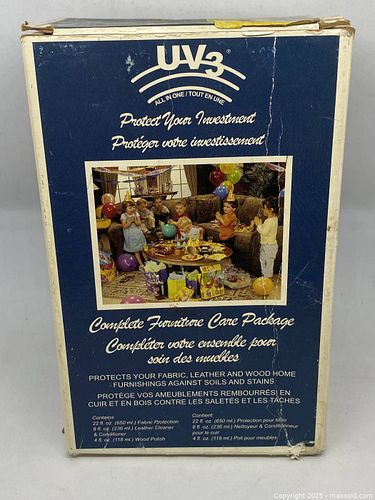 UV3®
ALL IN ONE / TOUT EN UNE
Protect Your Investment
Protéger votre investissement
Complete Furniture Care Package
Compléter votre ensemble pour
soin des meubles
PROTECTS YOUR FABRIC, LEATHER AND WOOD HOME
FURNISHINGS AGAINST SOILS AND STAINS
PROTÉGE VOS AMEUBLEMENTS REMBOURRÉS! EN
CUIR ET EN BOIS CONTRE LES SALETÉS ET LES TÂCHES
Contains:
22 fl. oz. (650 ml.) Fabric Protection
8 fl. oz. (236 ml.) Leather Cleaner
& Conditioner
4 fl. oz. (118 ml.) Wood Polish
Contient:
22 fl. oz. (650 ml.) Protection pour tissu
8 fl. oz. (236 ml.) Nettoyeur & Conditionneur
pour le cuir
4 fl. oz. (118 ml.) Poli pour meubles
Copyright 2025 - maxsold.com